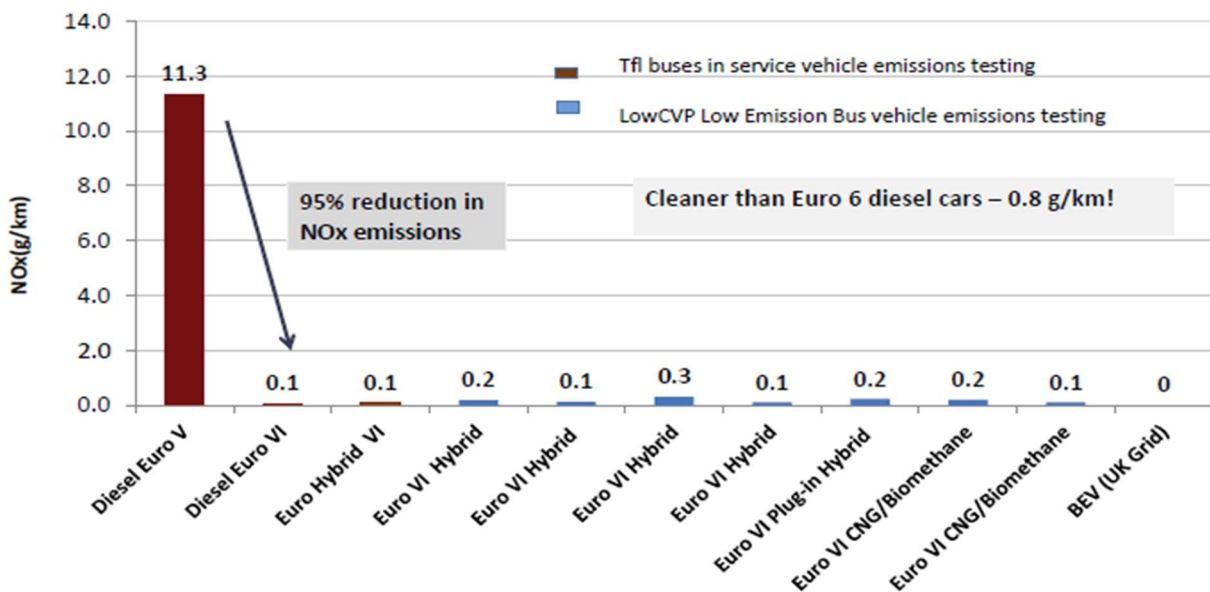 14.0
12.0
10.0
8.0
6.0
4.0
2.0
0.0
NOx(g/km)
11.3
0.1
0.1
0.2
0.1
0.3
0.1
0.2
0.2
0.1
0
Tfl buses in service vehicle emissions testing
LowCVP Low Emission Bus vehicle emissions testing
95% reduction in
NOx emissions
Cleaner than Euro 6 diesel cars – 0.8 g/km!
Diesel Euro V
Diesel Euro VI
Euro Hybrid VI
Euro VI Hybrid
Euro VI Hybrid
Euro VI Hybrid
Euro VI Hybrid
Euro VI Plug-in Hybrid
Euro VI CNG/Biomethane
Euro VI CNG/Biomethane
BEV (UK Grid)